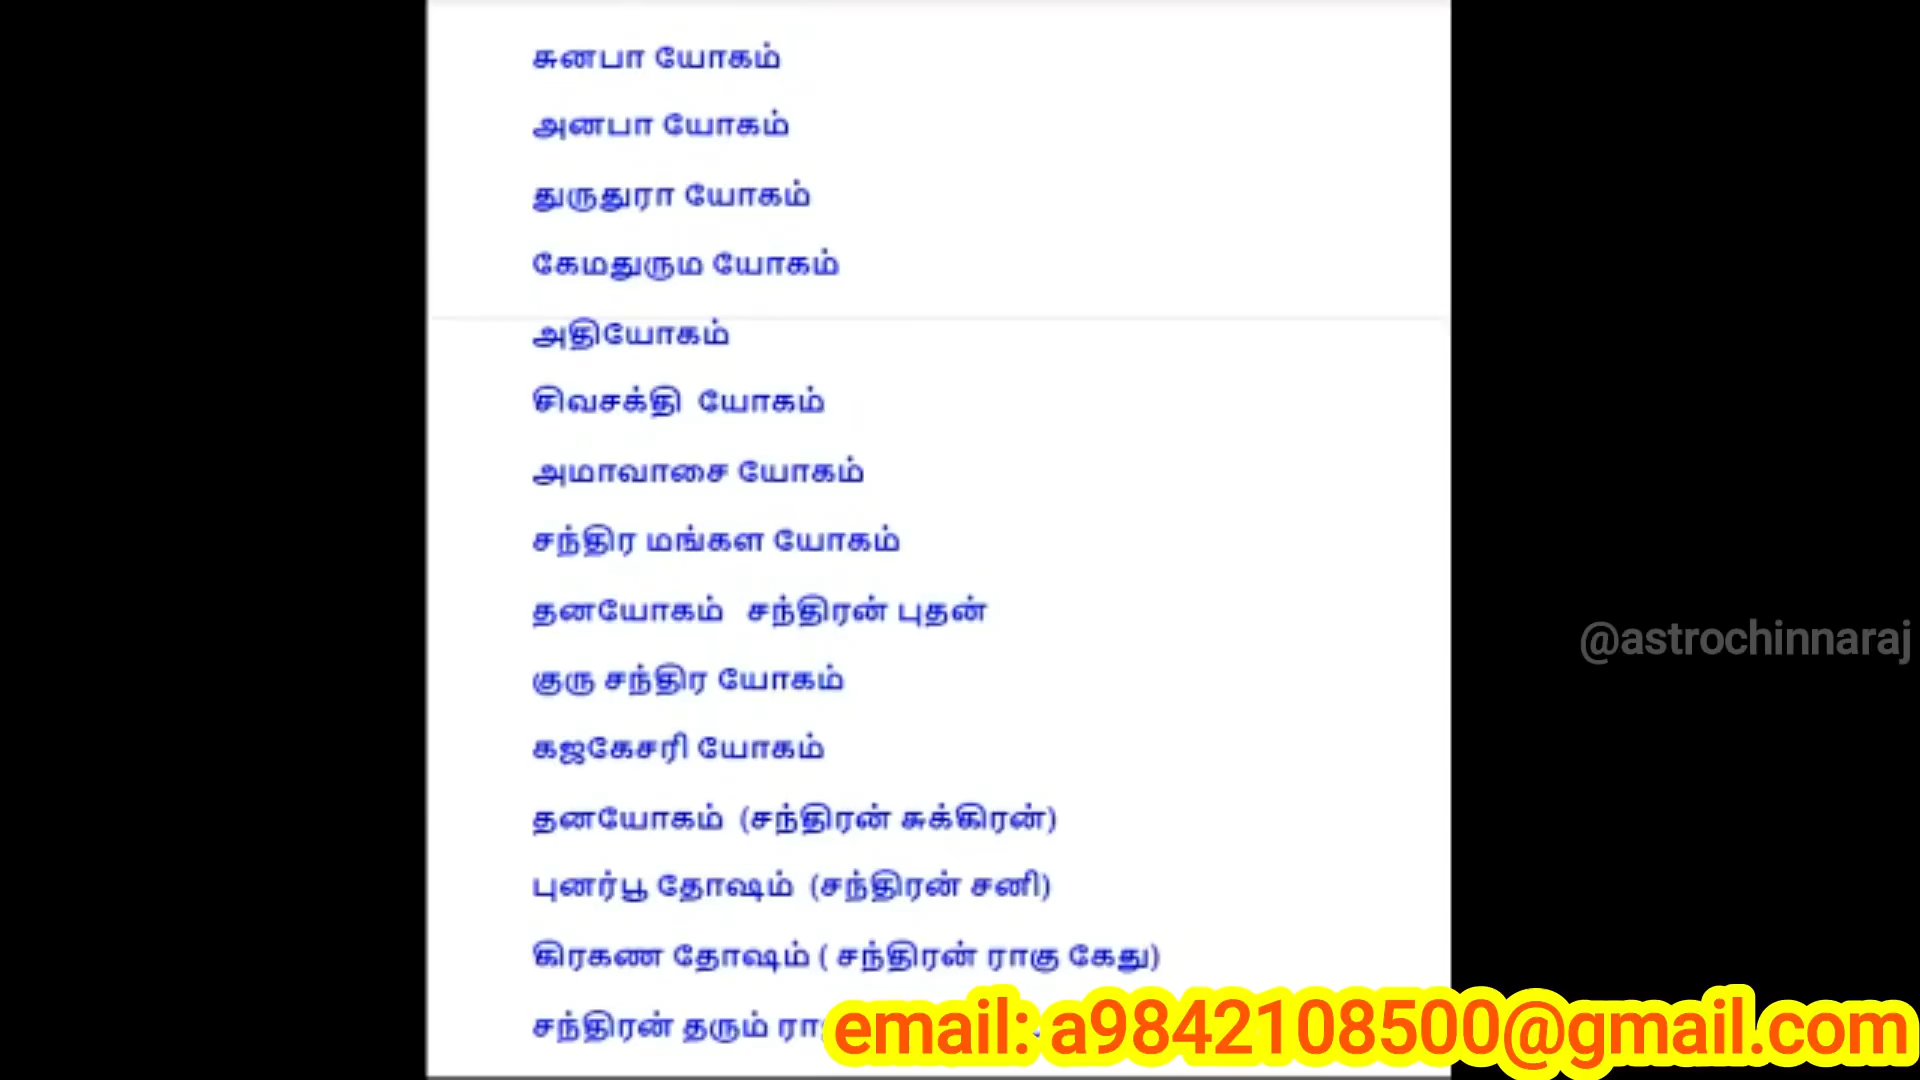 சுனபா யோகம்
அனபா யோகம்
துருதுரா யோகம்
கேமதுரும யோகம்
அதியோகம்
சிவசக்தி யோகம்
அமாவாசை யோகம்
சந்திர மங்கள யோகம்
தனயோகம் சந்திரன் புதன்
@astrochinnaraj
குரு சந்திர யோகம்
கஜகேசரி யோகம்
தனயோகம் (சந்திரன் சுக்கிரன்)
புனர்பூ தோஷம் (சந்திரன் சனி)
கிரகண தோஷம் ( சந்திரன் ராகு கேது)
சந்திரன் தரும்
email: a9842108500@gmail.com